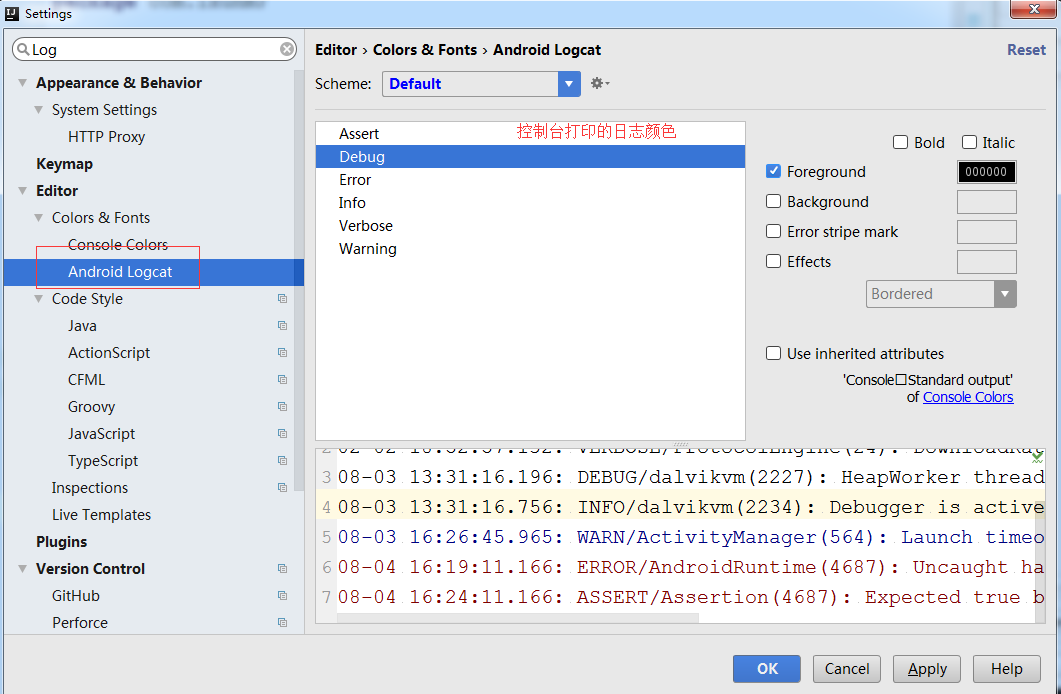 Settings
Log
Appearance & Behavior
System Settings
HTTP Proxy
Keymap
Editor
Colors & Fonts
Console Colors
Android Logcat
Code Style
Java
ActionScript
CFML
Groovy
JavaScript
TypeScript
Inspections
Live Templates
Plugins
Version Control
GitHub
Perforce
Editor › Colors & Fonts › Android Logcat
Reset
Scheme: Default
控制台打印的日志颜色
Assert
Debug
Error
Info
Verbose
Warning
Bold Italic
Foreground 000000
Background
Error stripe mark
Effects
Bordered
Use inherited attributes
'Console□Standard output'
of Console Colors
3 08-03 13:31:16.196: DEBUG/dalvikvm(2227): HeapWorker thread
4 08-03 13:31:16.756: INFO/dalvikvm(2234): Debugger is active
5 08-03 16:26:45.965: WARN/ActivityManager(564): Launch timeo
6 08-04 16:19:11.166: ERROR/AndroidRuntime(4687): Uncaught ha
7 08-04 16:24:11.166: ASSERT/Assertion(4687): Expected true b
OK Cancel Apply Help